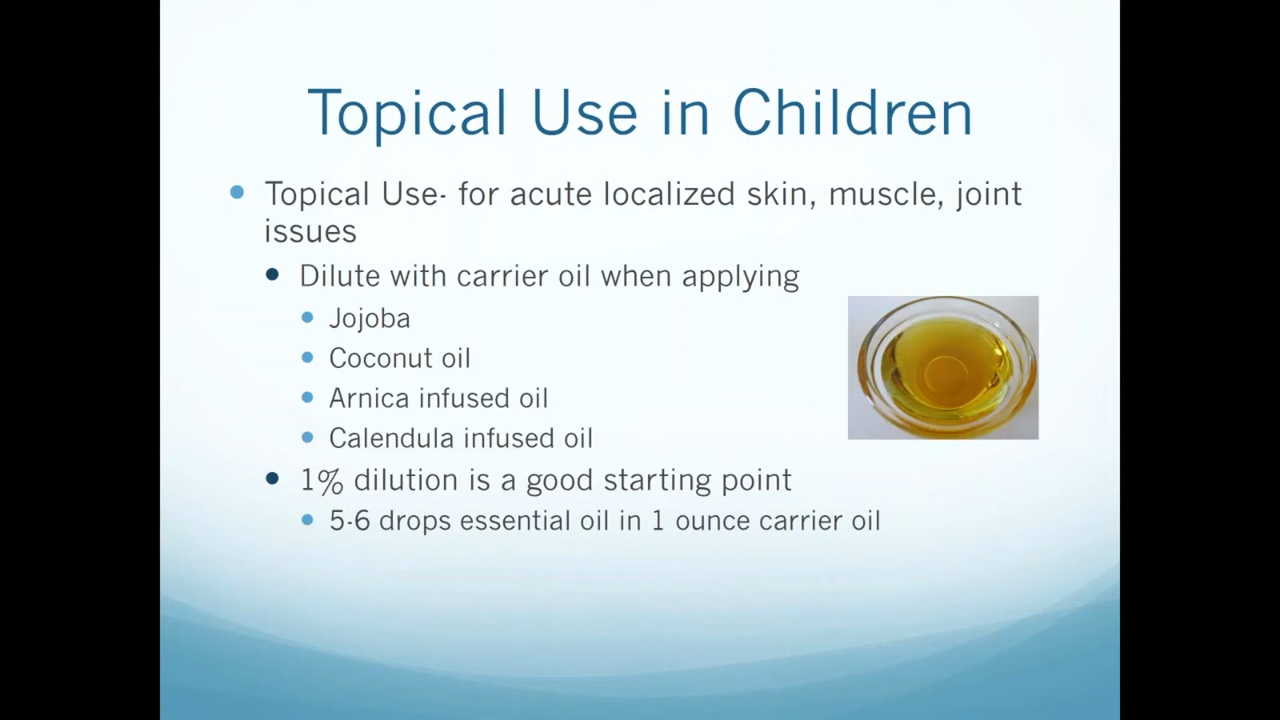 Topical Use in Children
Topical Use- for acute localized skin, muscle, joint
issues
Dilute with carrier oil when applying
Jojoba
Coconut oil
Arnica infused oil
Calendula infused oil
1% dilution is a good starting point
5-6 drops essential oil in 1 ounce carrier oil